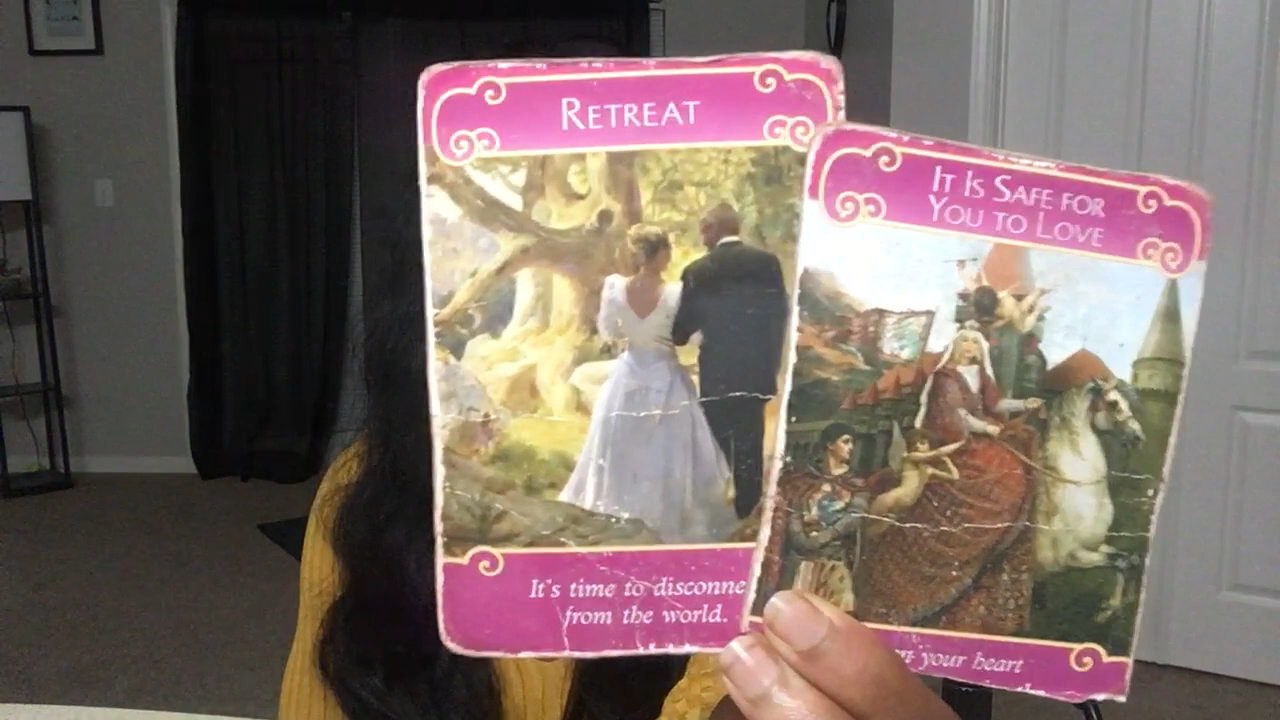 RETREAT
It's time to disconne
from the world.
IT IS SAFE FOR
YOU TO LOVE
your heart